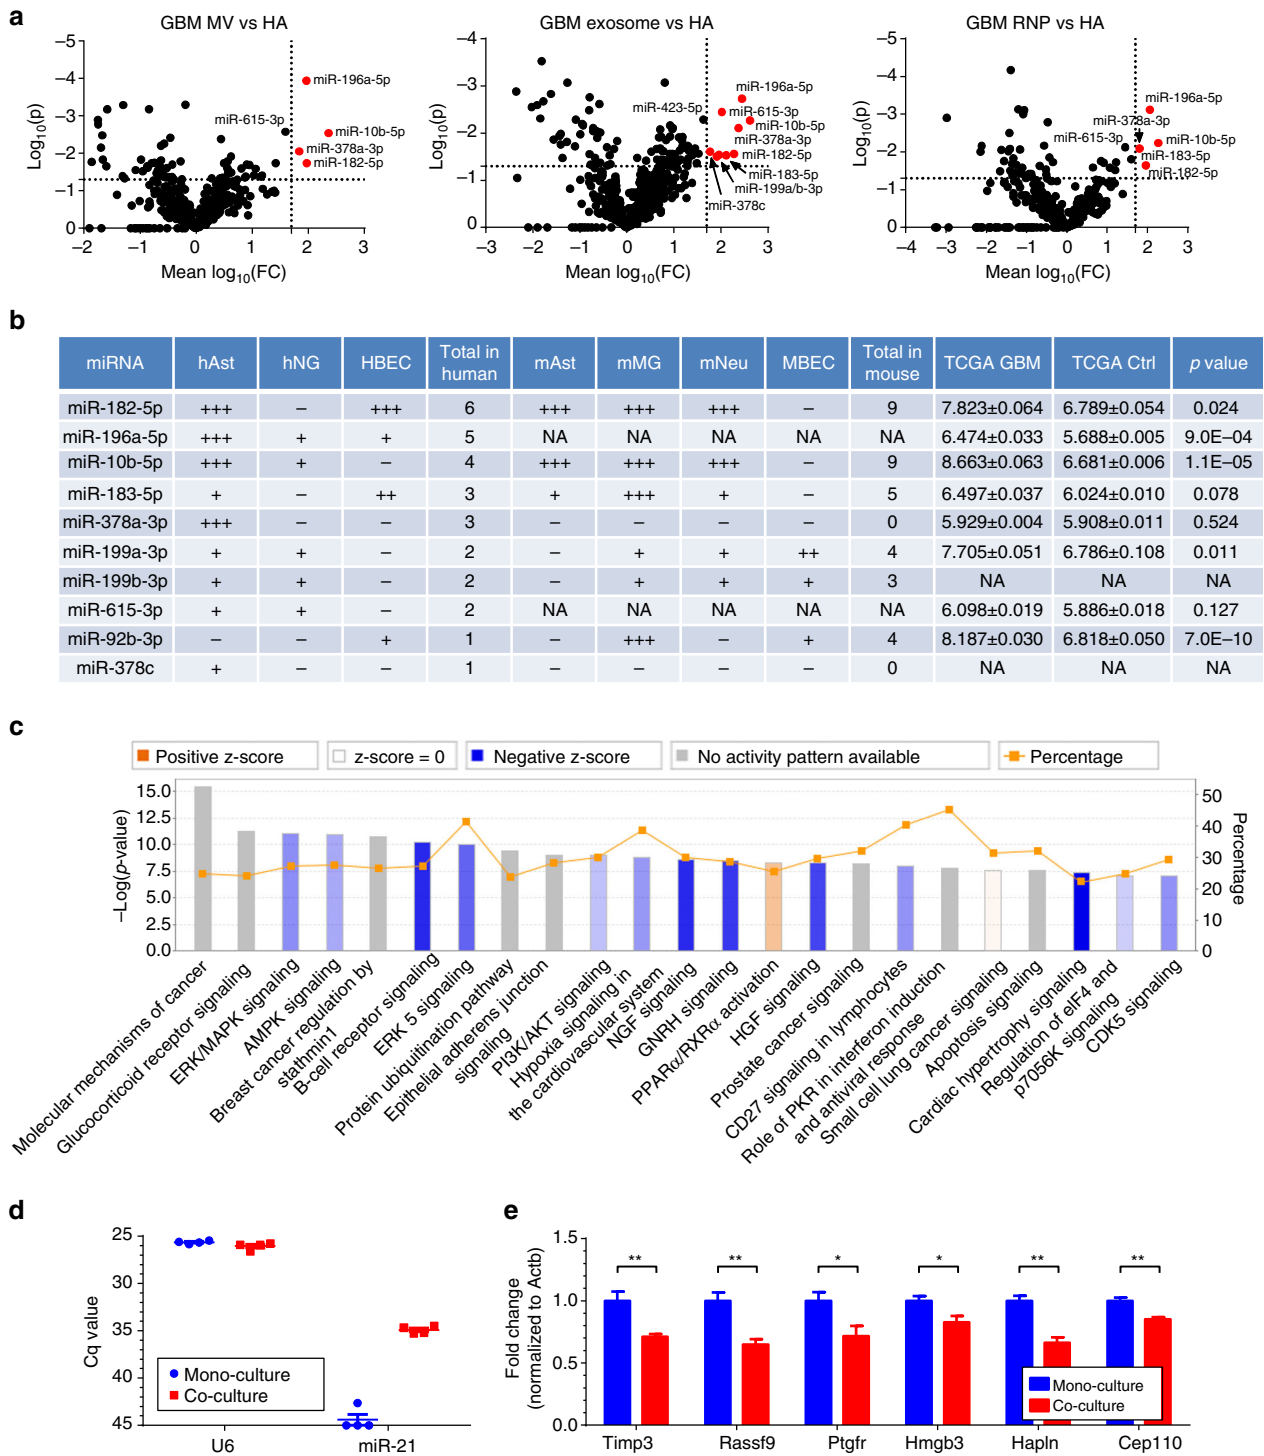 a
GBM MV vs HA
GBM exosome vs HA
GBM RNP vs HA
Log10(p)
–5
–4
–3
–2
–1
0
–2
–1
0
1
2
3
Mean log10(FC)
miR-196a-5p
miR-615-3p
miR-10b-5p
miR-378a-3p
miR-182-5p
Log10(p)
–5
–4
–3
–2
–1
0
–3
–2
–1
0
1
2
3
Mean log10(FC)
miR-196a-5p
miR-423-5p
miR-615-3p
miR-10b-5p
miR-378a-3p
miR-182-5p
miR-183-5p
miR-199a/b-3p
miR-378c
Log10(p)
–5
–4
–3
–2
–1
0
–4
–3
–2
–1
0
1
2
3
Mean log10(FC)
miR-196a-5p
miR-378a-3p
miR-615-3p
miR-10b-5p
miR-183-5p
miR-182-5p
b
miRNA hAst hNG HBEC Total in human mAst mMG mNeu MBEC Total in mouse TCGA GBM TCGA Ctrl p value
miR-182-5p +++ – +++ 6 +++ +++ +++ – 9 7.823±0.064 6.789±0.054 0.024
miR-196a-5p +++ + + 5 NA NA NA NA NA 6.474±0.033 5.688±0.005 9.0E–04
miR-10b-5p +++ + – 4 +++ +++ +++ – 9 8.663±0.063 6.681±0.006 1.1E–05
miR-183-5p + – ++ 3 + +++ + – 5 6.497±0.037 6.024±0.010 0.078
miR-378a-3p +++ – – 3 – – – – 0 5.929±0.004 5.908±0.011 0.524
miR-199a-3p + + – 2 – + + ++ 4 7.705±0.051 6.786±0.108 0.011
miR-199b-3p + + – 2 – + + + 3 NA NA NA
miR-615-3p + + – 2 NA NA NA NA NA 6.098±0.019 5.886±0.018 0.127
miR-92b-3p – – + 1 – +++ – + 4 8.187±0.030 6.818±0.050 7.0E–10
miR-378c + – – 1 – – – – 0 NA NA NA
c
Positive z-score
z-score = 0
Negative z-score
No activity pattern available
Percentage
–Log(p-value)
15.0
12.5
10.0
7.5
5.0
2.5
0.0
50
40
30
20
10
0
Percentage
Molecular mechanisms of cancer
Glucocorticoid receptor signaling
ERK/MAPK signaling
AMPK signaling
Breast cancer regulation by
stathmin1
B-cell receptor signaling
ERK 5 signaling
Protein ubiquitination pathway
Epithelial adherens junction
signaling
PI3K/AKT signaling
Hypoxia signaling in
the cardiovascular system
NGF signaling
GNRH signaling
PPARα/RXRα activation
HGF signaling
Prostate cancer signaling
CD27 signaling in lymphocytes
Role of PKR in interferon induction
and antiviral response
Small cell lung cancer signaling
Apoptosis signaling
Cardiac hypertrophy signaling
Regulation of eIF4 and
p7056K signaling
CDK5 signaling
d
Cq value
25
30
35
40
45
Mono-culture
Co-culture
U6
miR-21
e
Fold change
(normalized to Actb)
1.5
1.0
0.5
0.0
**
**
*
*
**
**
Mono-culture
Co-culture
Timp3
Rassf9
Ptgfr
Hmgb3
Hapln
Cep110